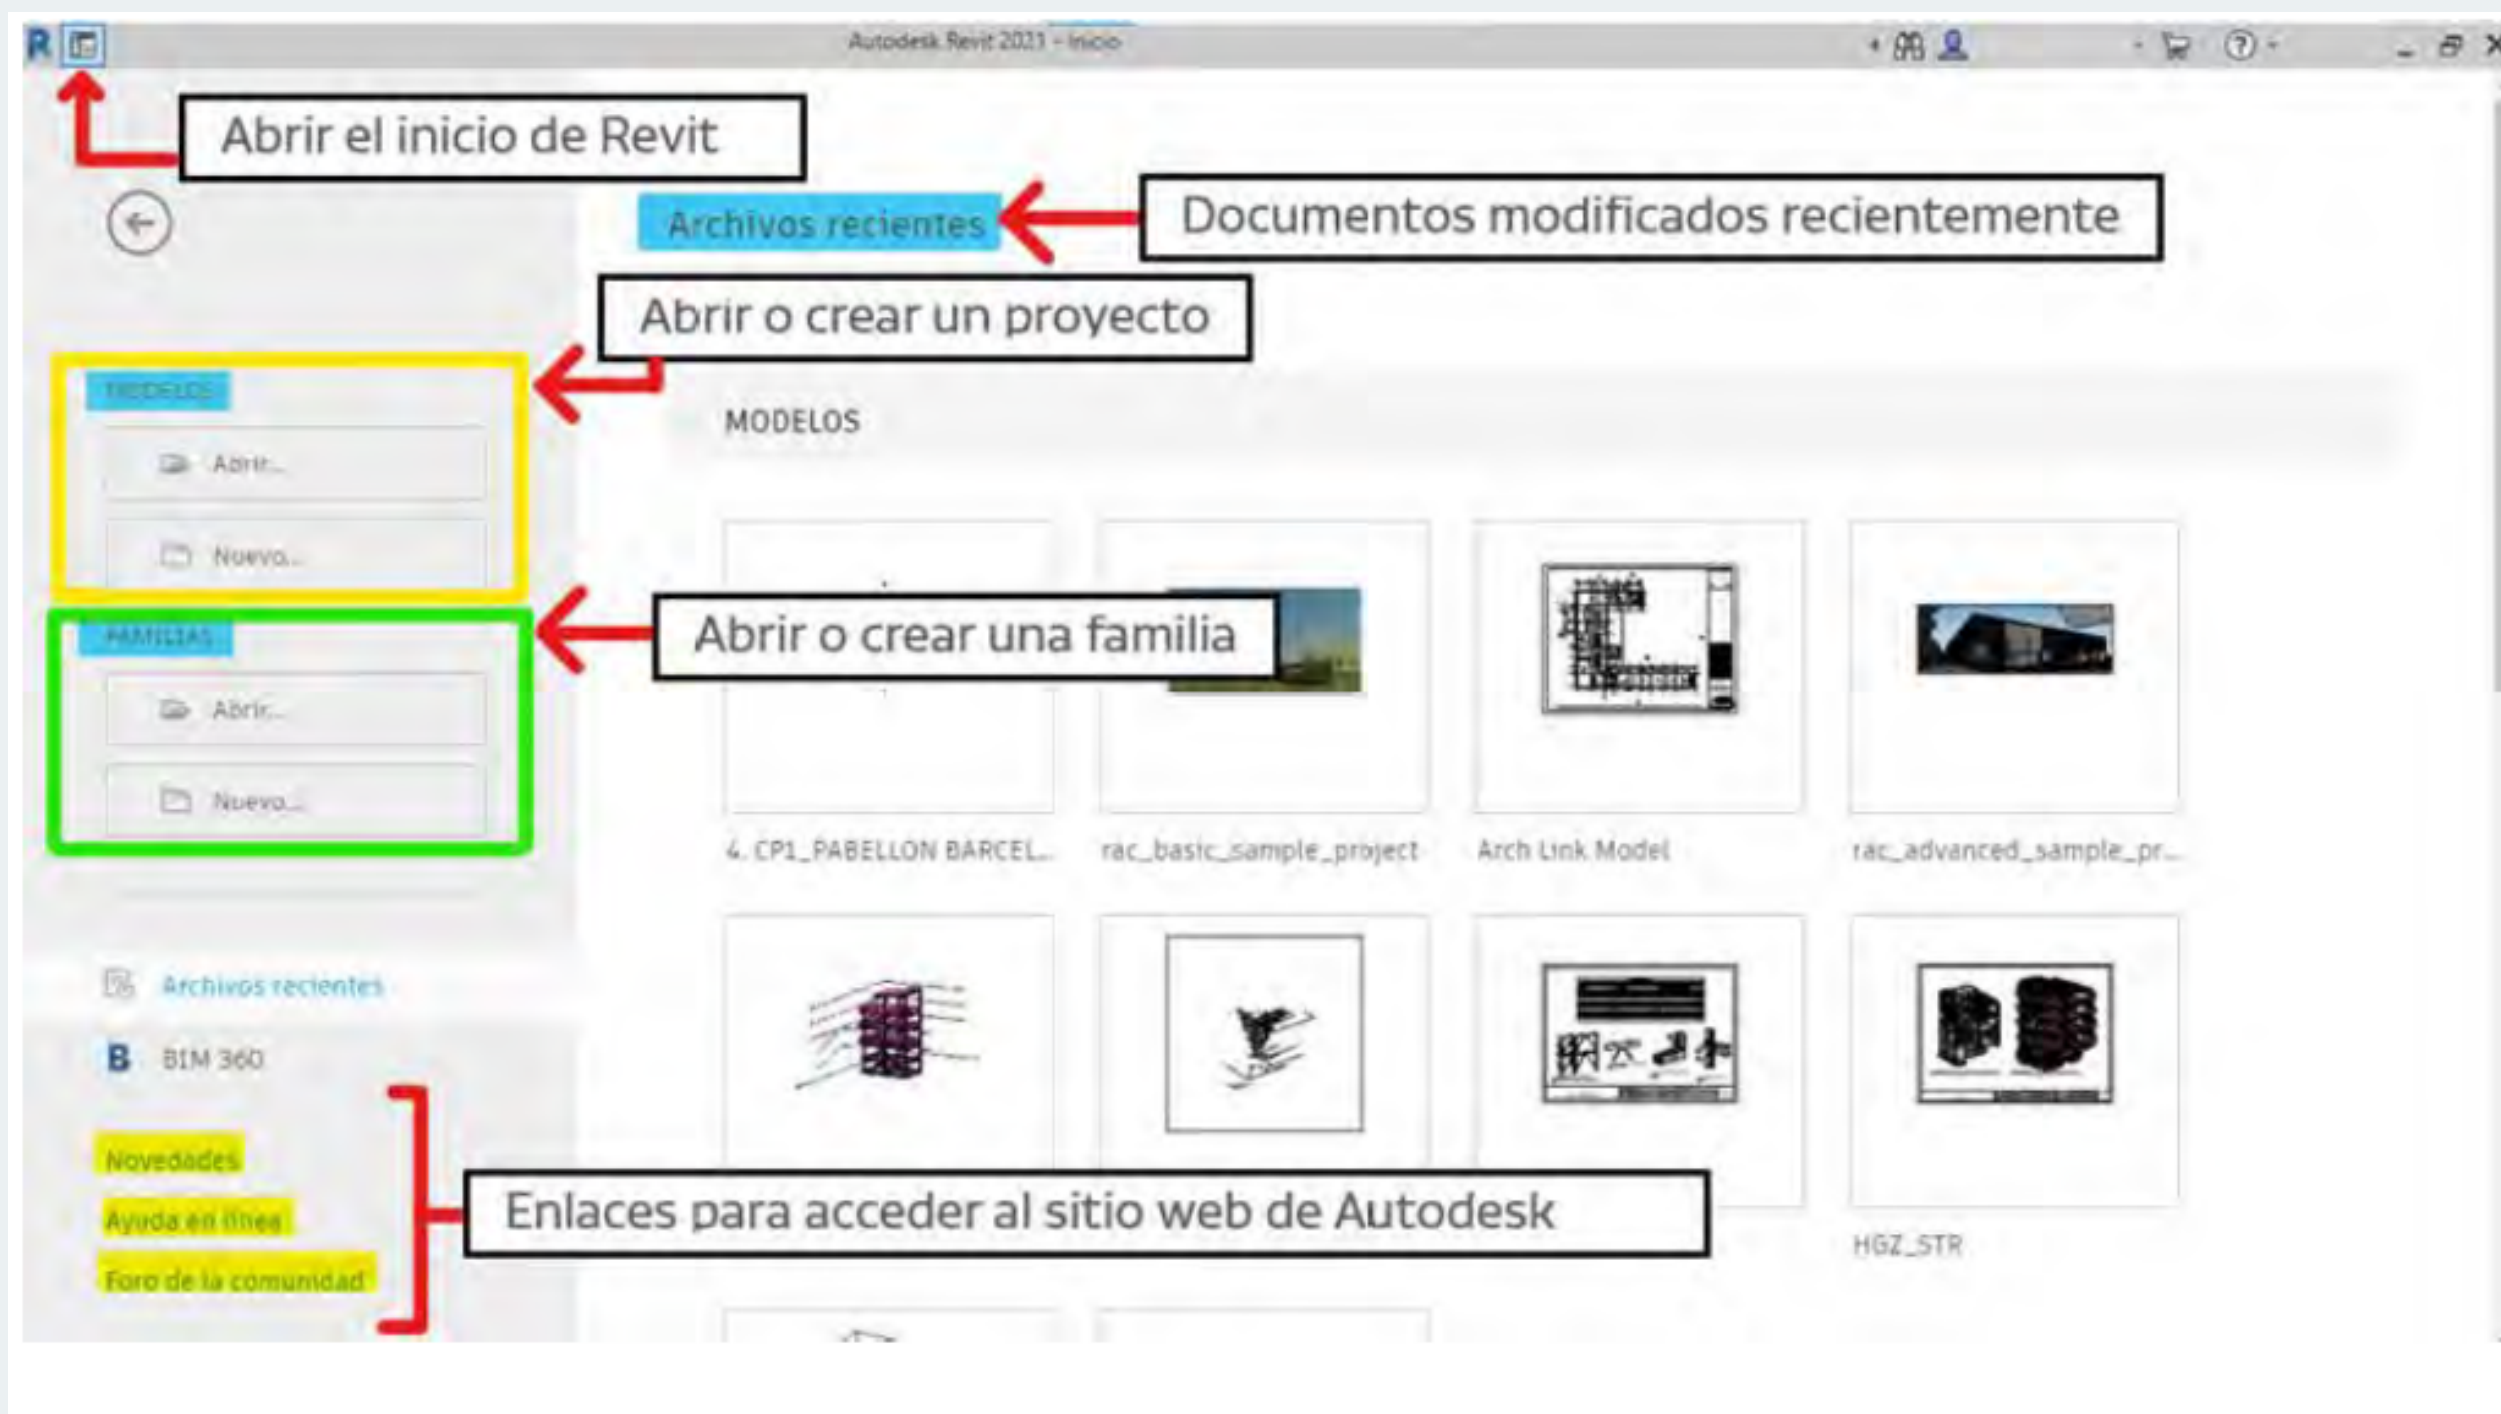 R
Autodesk Revit 2021 - Inicio
Abrir el inicio de Revit
Archivos recientes
Documentos modificados recientemente
Abrir o crear un proyecto
MODELOS
Abrir...
Nuevo...
MODELOS
FAMILIAS
Abrir o crear una familia
Abrir...
Nuevo...
4. CP1_PABELLON BARCEL...
rac_basic_sample_project
Arch Link Model
rac_advanced_sample_pr...
Archivos recientes
B BIM 360
Novedades
Ayuda en línea
Foro de la comunidad
Enlaces para acceder al sitio web de Autodesk
HGZ_STR